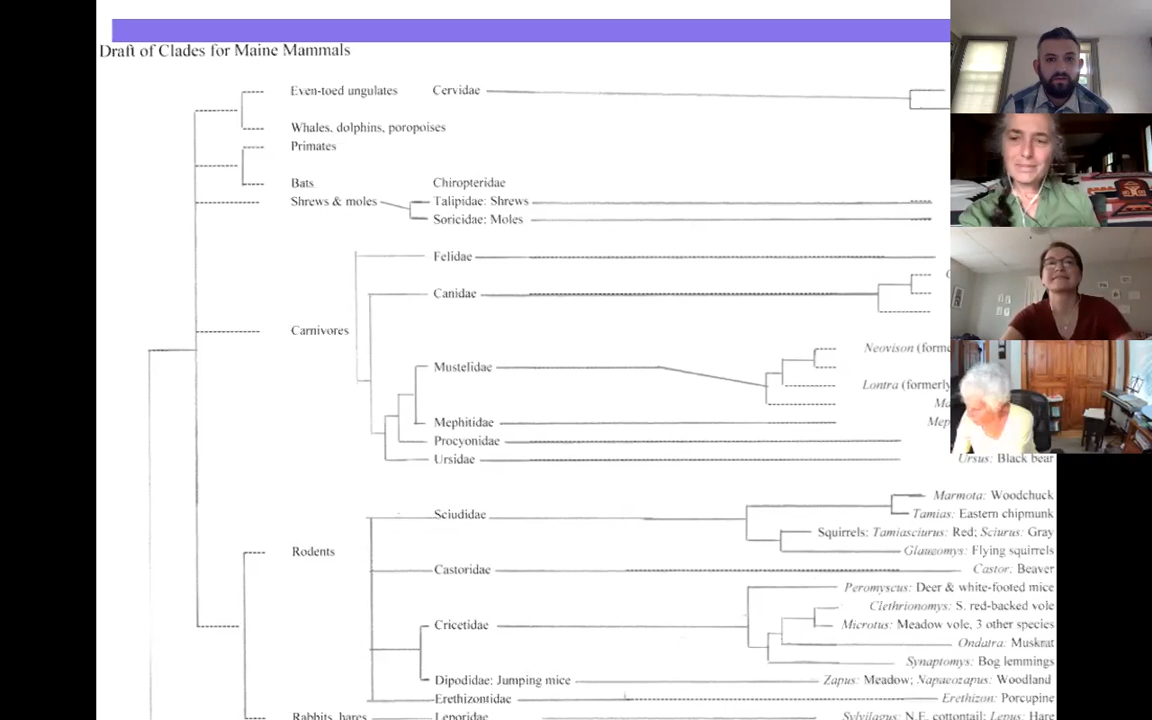 Draft of Clades for Maine Mammals
Even-toed ungulates Cervidae
Whales, dolphins, poropoises
Primates
Bats Chiropteridae
Shrews & moles Talipidae: Shrews
Soricidae: Moles
Felidae
Canidae
Carnivores
Mustelidae Neovison (forme
Lontra (formerly
Ma
Mephitidae Mep
Procyonidae
Ursidae Ursus: Black bear
Marmota: Woodchuck
Sciudidae Tamias: Eastern chipmunk
Squirrels: Tamiasciurus: Red; Sciurus: Gray
Rodents Glaucomys: Flying squirrels
Castoridae Castor: Beaver
Peromyscus: Deer & white-footed mice
Clethrionomys: S. red-backed vole
Cricetidae Microtus: Meadow vole, 3 other species
Ondatra: Muskrat
Synaptomys: Bog lemmings
Dipodidae: Jumping mice Zapus: Meadow; Napaeozapus: Woodland
Erethizontidae Erethizon: Porcupine
Rabbits, hares Leporidae Sylvilagus: N.E. cottontail; Lepus: Hare